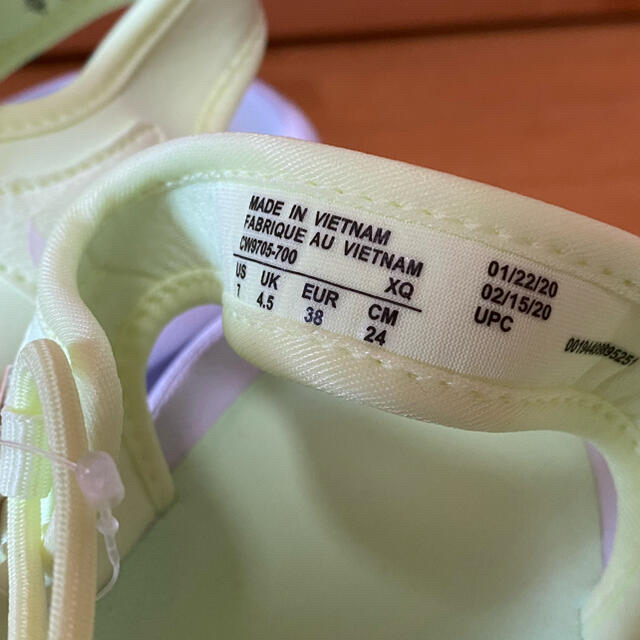 MADE IN VIETNAM
FABRIQUE AU VIETNAM
CW9705-700 XQ
US UK EUR CM
7 4.5 38 24
01/22/20
02/15/20
UPC